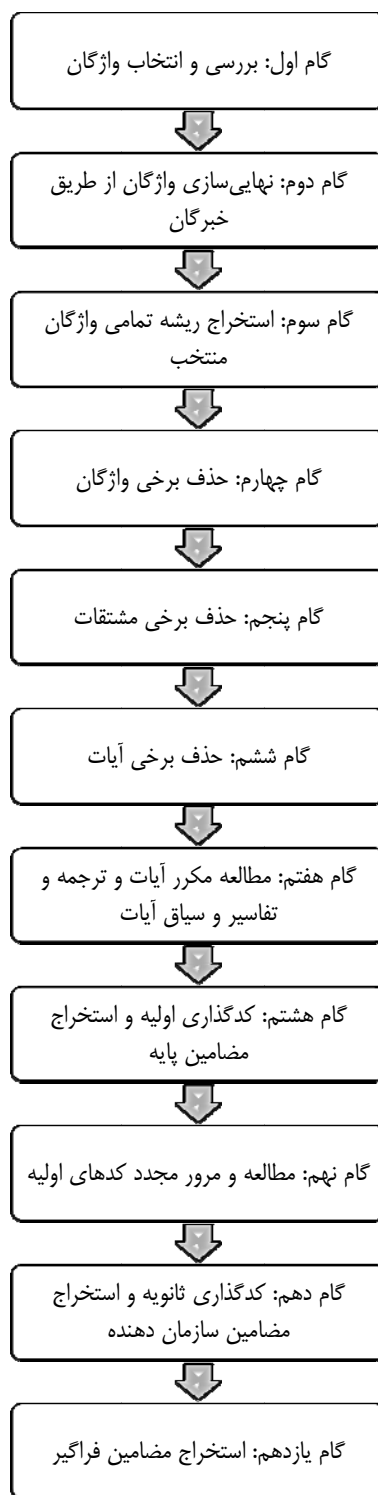 گام اول: بررسی و انتخاب واژگان
گام دوم: نهایی‌سازی واژگان از طریق
خبرگان
گام سوم: استخراج ریشه تمامی واژگان
منتخب
گام چهارم: حذف برخی واژگان
گام پنجم: حذف برخی مشتقات
گام ششم: حذف برخی آیات
گام هفتم: مطالعه مکرر آیات و ترجمه و
تفاسیر و سیاق آیات
گام هشتم: کدگذاری اولیه و استخراج
مضامین پایه
گام نهم: مطالعه و مرور مجدد کدهای اولیه
گام دهم: کدگذاری ثانویه و استخراج
مضامین سازمان دهنده
گام یازدهم: استخراج مضامین فراگیر